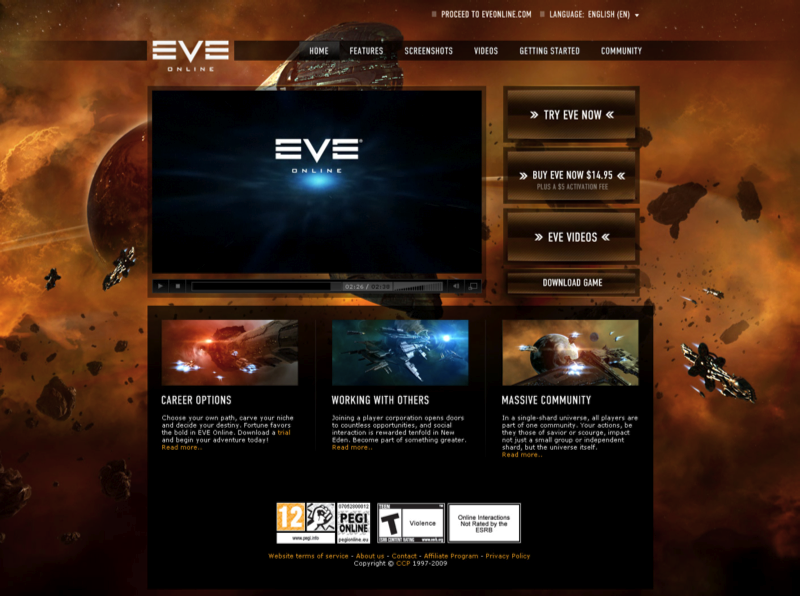 PROCEED TO EVEONLINE.COM
LANGUAGE: ENGLISH (EN)
EVE
ONLINE
HOME
FEATURES
SCREENSHOTS
VIDEOS
GETTING STARTED
COMMUNITY
EVE®
ONLINE
02:26 / 02:30
» TRY EVE NOW «
» BUY EVE NOW $14.95 «
PLUS A $5 ACTIVATION FEE
» EVE VIDEOS «
DOWNLOAD GAME
CAREER OPTIONS
Choose your own path, carve your niche
and decide your destiny. Fortune favors
the bold in EVE Online. Download a trial
and begin your adventure today!
Read more..
WORKING WITH OTHERS
Joining a player corporation opens doors
to countless opportunities, and social
interaction is rewarded tenfold in New
Eden. Become part of something greater.
Read more..
MASSIVE COMMUNITY
In a single-shard universe, all players are
part of one community. Your actions, be
they those of savior or scourge, impact
not just a small group or independent
shard, but the universe itself.
Read more..
12
www.pegi.info
07052000012
PEGI
ONLINE
pegionline.eu
TEEN
T
Violence
ESRB CONTENT RATING www.esrb.org
Online Interactions
Not Rated by the
ESRB
Website terms of service - About us - Contact - Affiliate Program - Privacy Policy
Copyright © CCP 1997-2009